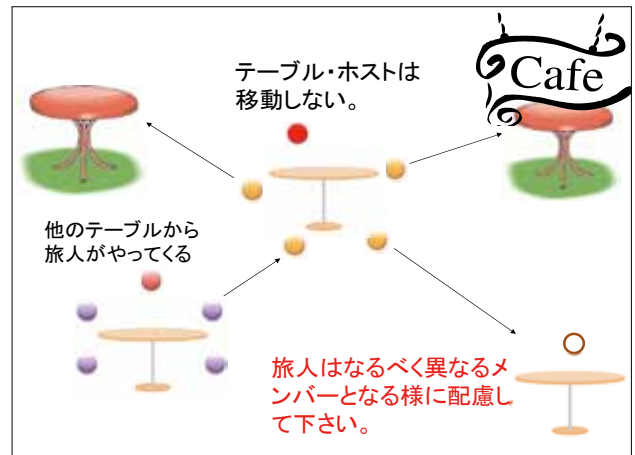 テーブル・ホストは
移動しない。
Cafe
他のテーブルから
旅人がやってくる
旅人はなるべく異なるメ
ンバーとなる様に配慮し
て下さい。